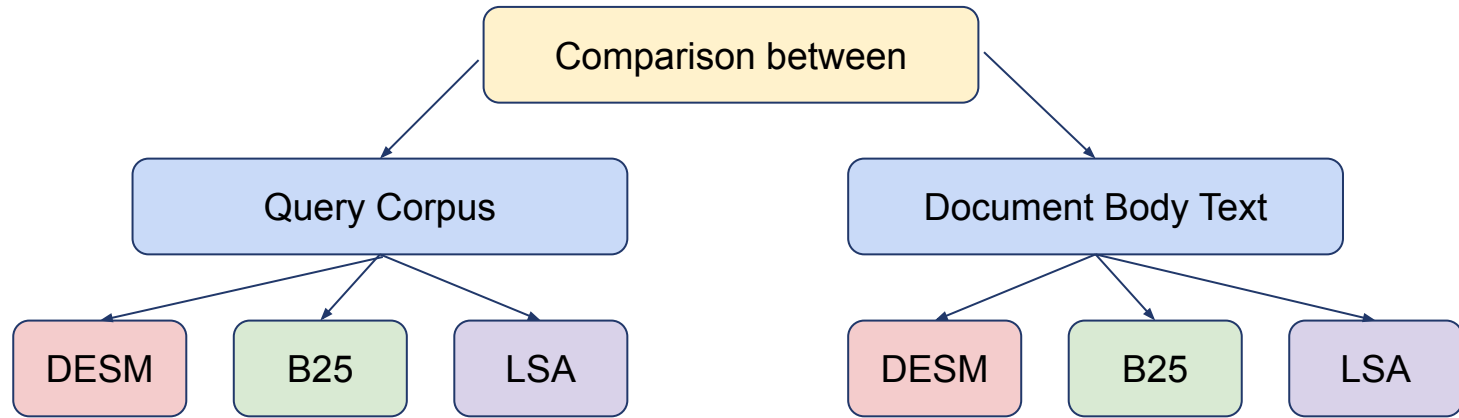 Comparison between
Query Corpus
Document Body Text
DESM
B25
LSA
DESM
B25
LSA